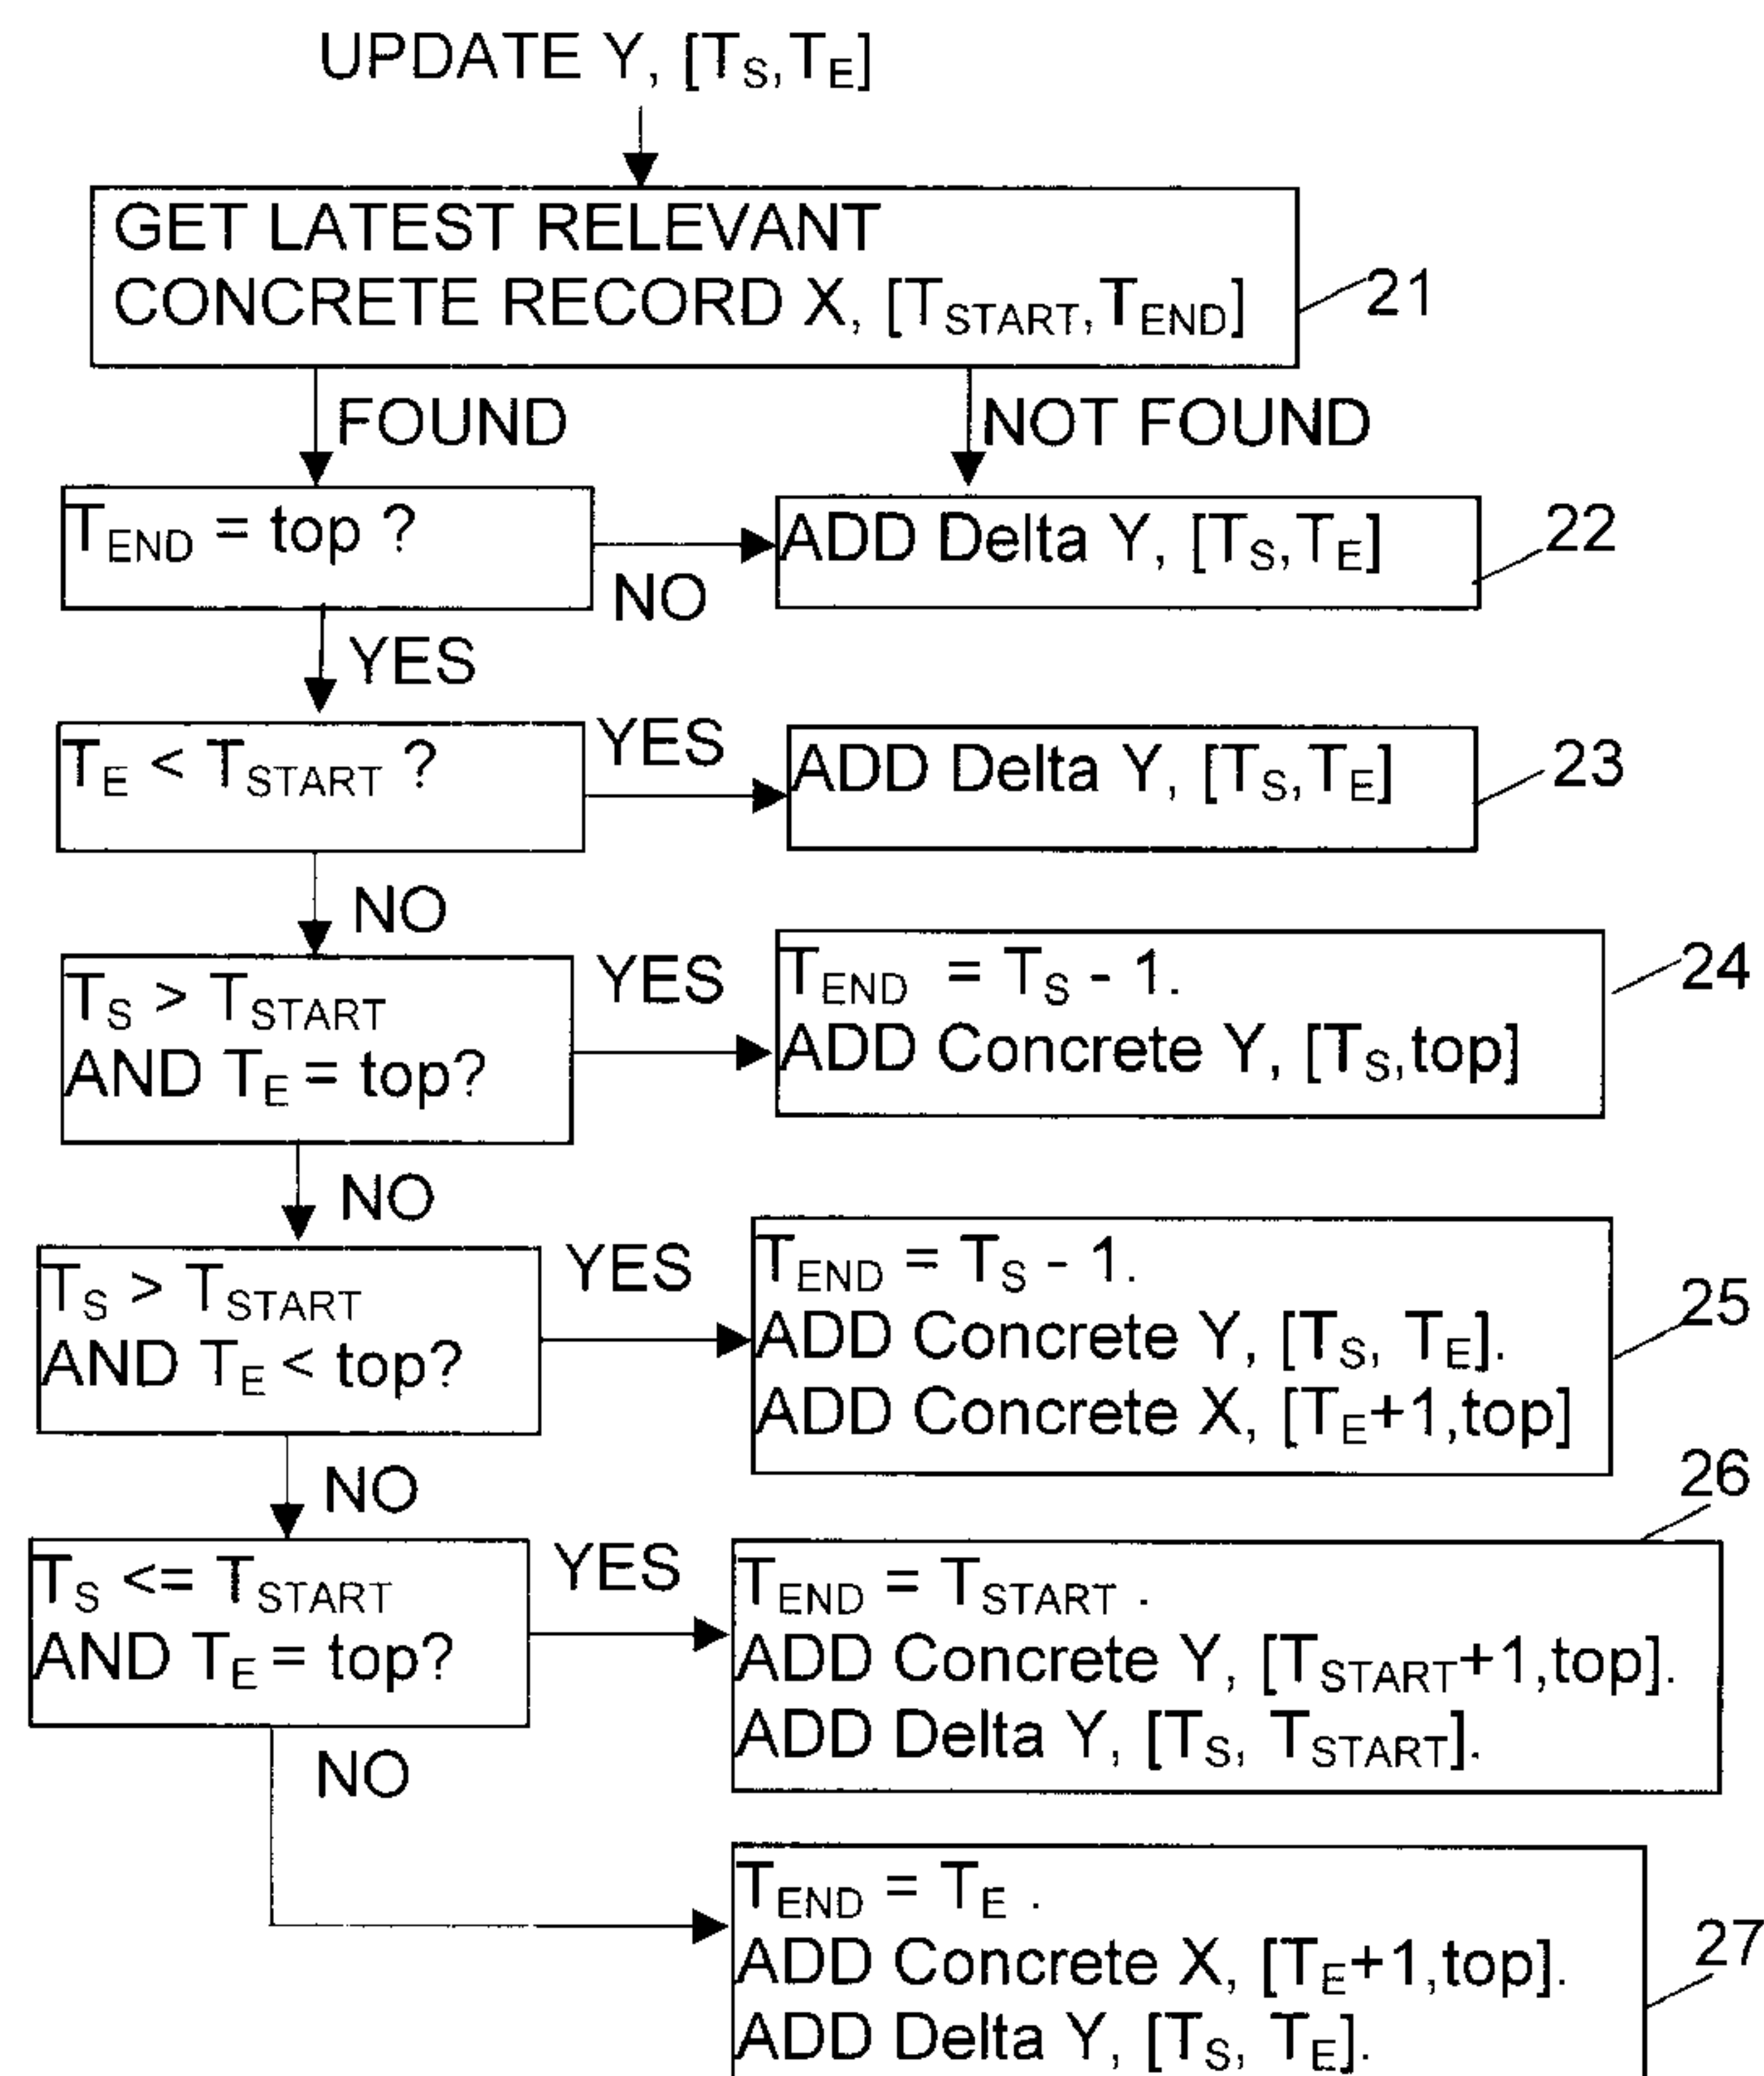 UPDATE Y, [TS,TE]
GET LATEST RELEVANT
CONCRETE RECORD X, [TSTART,TEND]
21
FOUND
NOT FOUND
TEND = top ?
NO
ADD Delta Y, [TS,TE]
22
YES
TE < TSTART ?
YES
ADD Delta Y, [TS,TE]
23
NO
TS > TSTART
AND TE = top?
YES
TEND = TS - 1.
ADD Concrete Y, [TS,top]
24
NO
TS > TSTART
AND TE < top?
YES
TEND = TS - 1.
ADD Concrete Y, [TS, TE].
ADD Concrete X, [TE+1,top]
25
NO
TS <= TSTART
AND TE = top?
YES
26
TEND = TSTART .
ADD Concrete Y, [TSTART+1,top].
ADD Delta Y, [TS, TSTART].
NO
TEND = TE .
ADD Concrete X, [TE+1,top].
ADD Delta Y, [TS, TE].
27